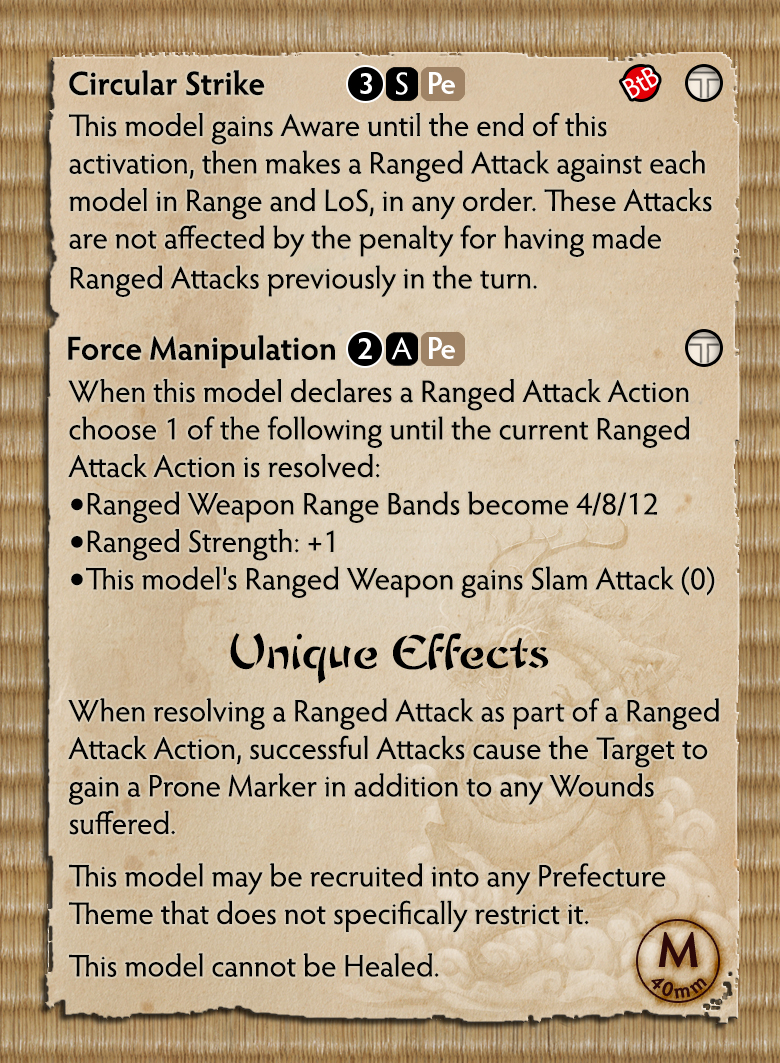 Circular Strike 3 S Pe BtB T
This model gains Aware until the end of this
activation, then makes a Ranged Attack against each
model in Range and LoS, in any order. These Attacks
are not affected by the penalty for having made
Ranged Attacks previously in the turn.
Force Manipulation 2 A Pe T
When this model declares a Ranged Attack Action
choose 1 of the following until the current Ranged
Attack Action is resolved:
•Ranged Weapon Range Bands become 4/8/12
•Ranged Strength: +1
•This model's Ranged Weapon gains Slam Attack (0)
Unique Effects
When resolving a Ranged Attack as part of a Ranged
Attack Action, successful Attacks cause the Target to
gain a Prone Marker in addition to any Wounds
suffered.
This model may be recruited into any Prefecture
Theme that does not specifically restrict it.
This model cannot be Healed.
M
40mm